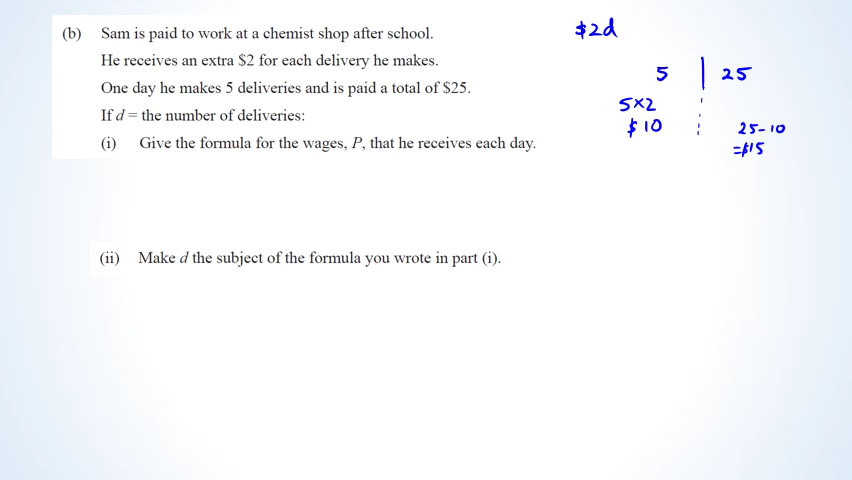 (b) Sam is paid to work at a chemist shop after school.
He receives an extra $2 for each delivery he makes.
One day he makes 5 deliveries and is paid a total of $25.
If d = the number of deliveries:
(i) Give the formula for the wages, P, that he receives each day.
(ii) Make d the subject of the formula you wrote in part (i).
$2d
5 | 25
5×2
$10
25-10
=$15